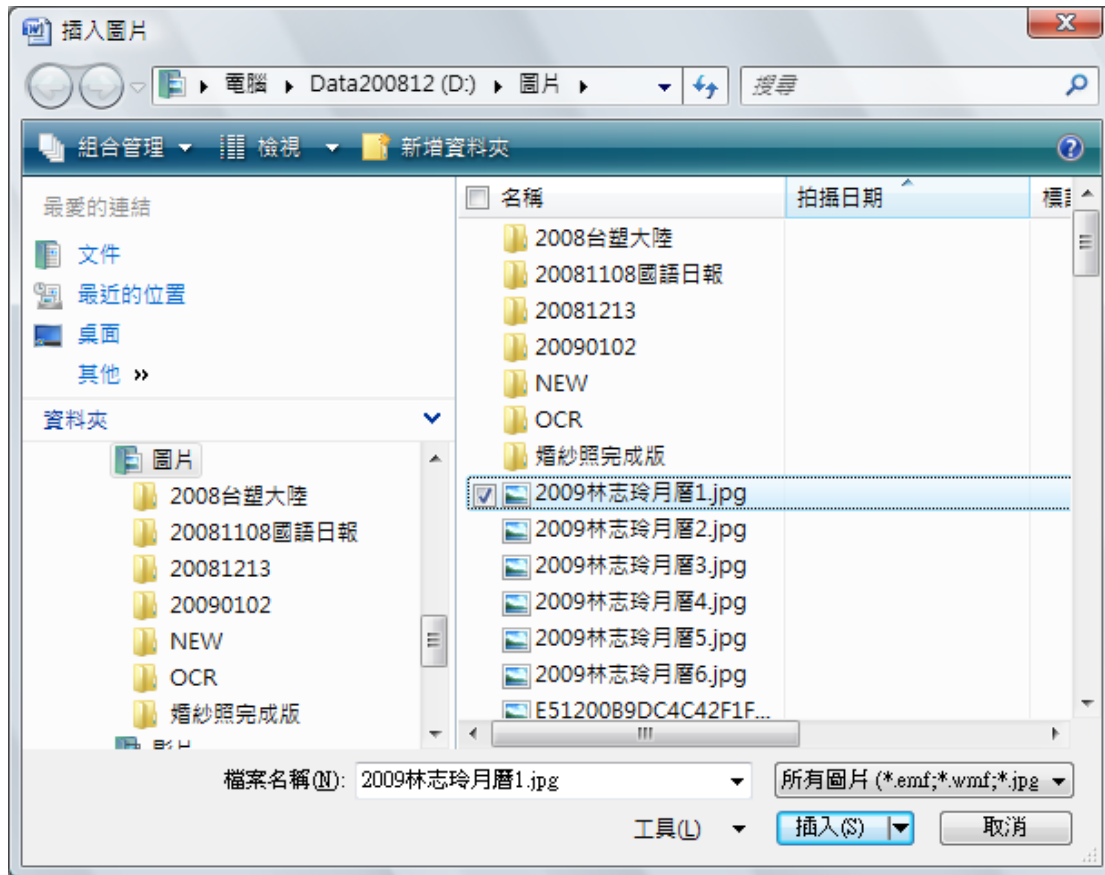 插入圖片
電腦 Data200812 (D:) 圖片 搜尋
組合管理 檢視 新增資料夾
最愛的連結
文件
最近的位置
桌面
其他 »
資料夾
圖片
2008台塑大陸
20081108國語日報
20081213
20090102
NEW
OCR
婚紗照完成版
名稱 拍攝日期
2008台塑大陸
20081108國語日報
20081213
20090102
NEW
OCR
婚紗照完成版
2009林志玲月曆1.jpg
2009林志玲月曆2.jpg
2009林志玲月曆3.jpg
2009林志玲月曆4.jpg
2009林志玲月曆5.jpg
2009林志玲月曆6.jpg
E51200B9DC4C42F1F...
檔案名稱(N): 2009林志玲月曆1.jpg 所有圖片 (*.emf;*.wmf;*.jpg
工具(L) 插入(S) 取消